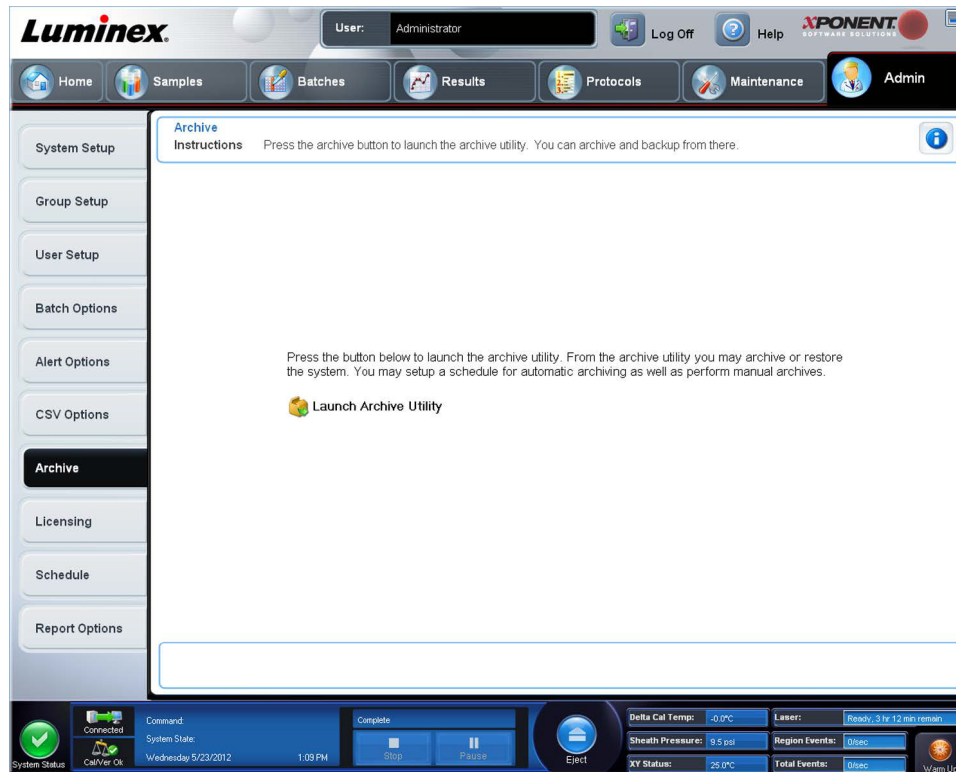 Luminex.
User: Administrator
Log Off
Help
XPONENT.
SOFTWARE SOLUTIONS
Home
Samples
Batches
Results
Protocols
Maintenance
Admin
System Setup
Group Setup
User Setup
Batch Options
Alert Options
CSV Options
Archive
Licensing
Schedule
Report Options
Archive
Instructions Press the archive button to launch the archive utility. You can archive and backup from there.
Press the button below to launch the archive utility. From the archive utility you may archive or restore
the system. You may setup a schedule for automatic archiving as well as perform manual archives.
Launch Archive Utility
System Status
Connected
Cal/Ver Ok
Command:
System State:
Wednesday 5/23/2012 1:09 PM
Complete
Stop
Pause
Eject
Delta Cal Temp: -0.0°C
Sheath Pressure: 9.5 psi
XY Status: 25.0°C
Laser: Ready, 3 hr 12 min remain
Region Events: 0/sec
Total Events: 0/sec
Warm Up